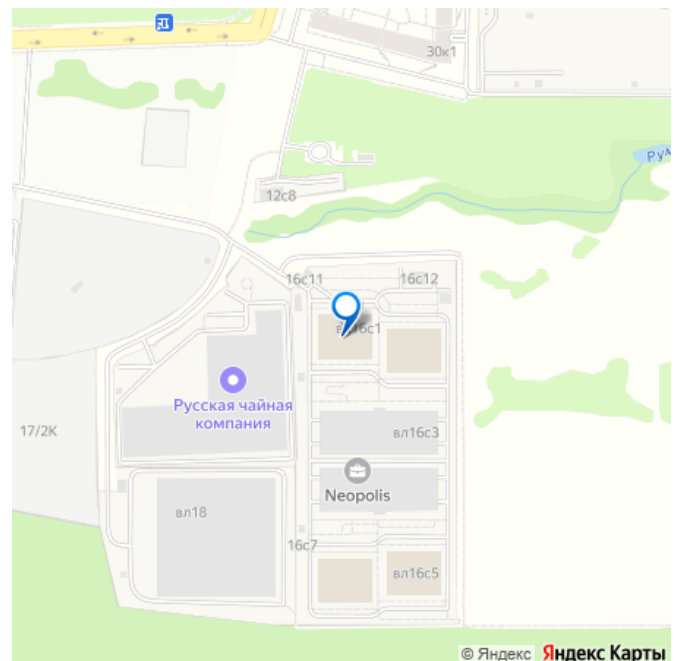 30к1
Рум
12с8
16с11
16с12
вл16с1
Русская чайная
компания
17/2К
вл16с3
Neopolis
вл18
16с7
вл16с5
© Яндекс Яндекс Карты